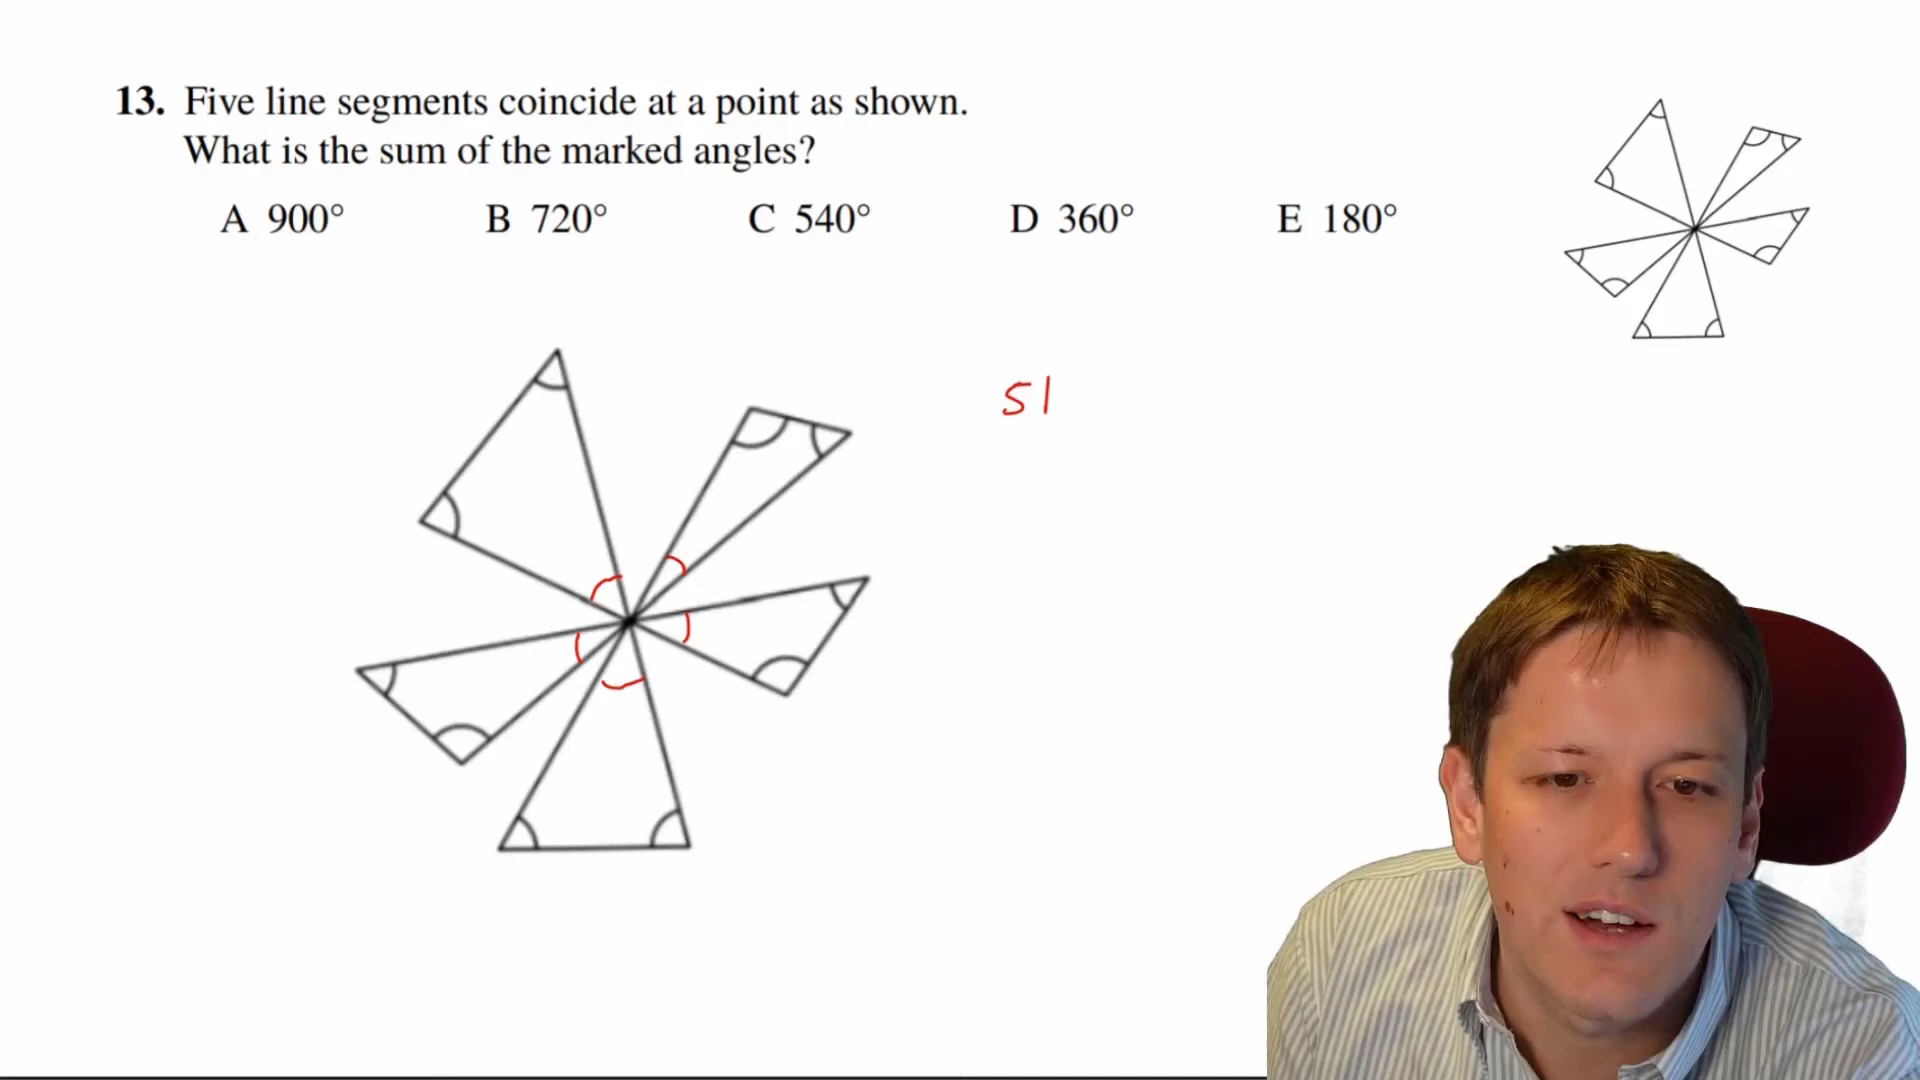 13. Five line segments coincide at a point as shown.
What is the sum of the marked angles?
A 900° B 720° C 540° D 360° E 180°
51